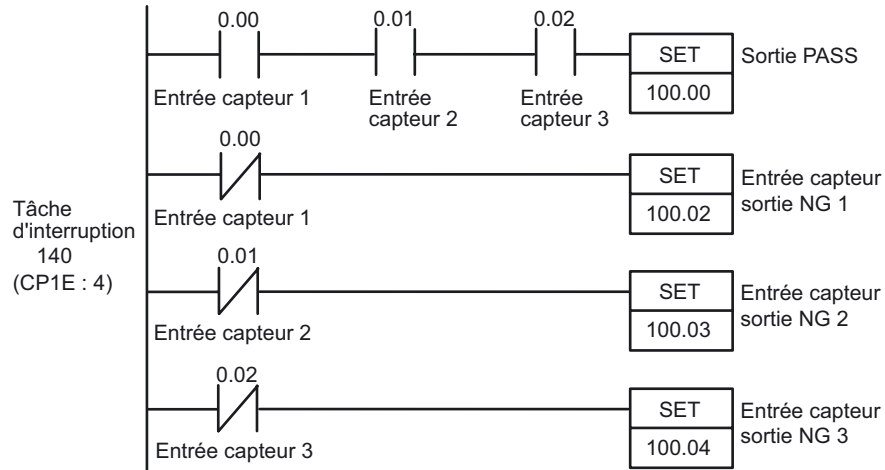 0.00 0.01 0.02
SET Sortie PASS
100.00
Entrée capteur 1 Entrée Entrée
capteur 2 capteur 3
0.00
SET Entrée capteur
sortie NG 1
100.02
Entrée capteur 1
Tâche
d'interruption
140
(CP1E : 4)
0.01
SET Entrée capteur
sortie NG 2
100.03
Entrée capteur 2
0.02
SET Entrée capteur
sortie NG 3
100.04
Entrée capteur 3